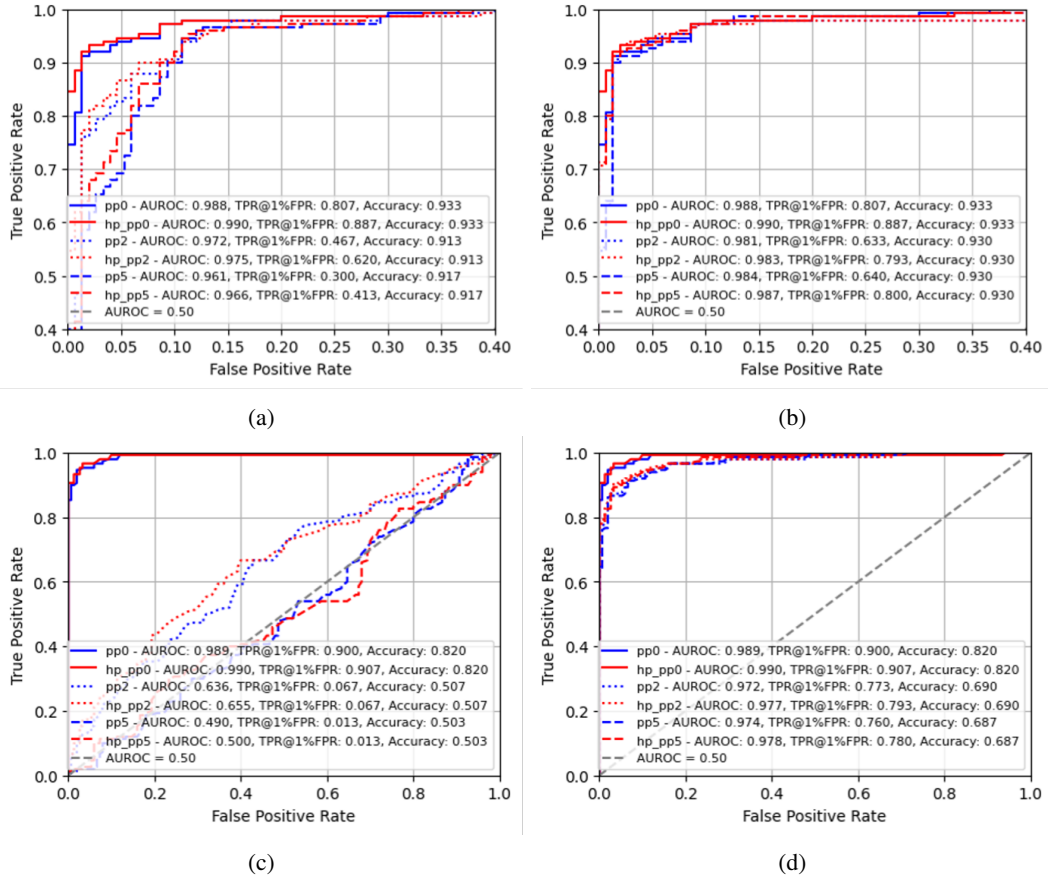 1.0
0.9
0.8
0.7
0.6
0.5
0.4
True Positive Rate
pp0 - AUROC: 0.988, TPR@1%FPR: 0.807, Accuracy: 0.933
hp_pp0 - AUROC: 0.990, TPR@1%FPR: 0.887, Accuracy: 0.933
pp2 - AUROC: 0.972, TPR@1%FPR: 0.467, Accuracy: 0.913
hp_pp2 - AUROC: 0.975, TPR@1%FPR: 0.620, Accuracy: 0.913
pp5 - AUROC: 0.961, TPR@1%FPR: 0.300, Accuracy: 0.917
hp_pp5 - AUROC: 0.966, TPR@1%FPR: 0.413, Accuracy: 0.917
AUROC = 0.50
0.00 0.05 0.10 0.15 0.20 0.25 0.30 0.35 0.40
False Positive Rate
(a)
1.0
0.9
0.8
0.7
0.6
0.5
0.4
True Positive Rate
pp0 - AUROC: 0.988, TPR@1%FPR: 0.807, Accuracy: 0.933
hp_pp0 - AUROC: 0.990, TPR@1%FPR: 0.887, Accuracy: 0.933
pp2 - AUROC: 0.981, TPR@1%FPR: 0.633, Accuracy: 0.930
hp_pp2 - AUROC: 0.983, TPR@1%FPR: 0.793, Accuracy: 0.930
pp5 - AUROC: 0.984, TPR@1%FPR: 0.640, Accuracy: 0.930
hp_pp5 - AUROC: 0.987, TPR@1%FPR: 0.800, Accuracy: 0.930
AUROC = 0.50
0.00 0.05 0.10 0.15 0.20 0.25 0.30 0.35 0.40
False Positive Rate
(b)
1.0
0.8
0.6
0.4
0.2
0.0
True Positive Rate
pp0 - AUROC: 0.989, TPR@1%FPR: 0.900, Accuracy: 0.820
hp_pp0 - AUROC: 0.990, TPR@1%FPR: 0.907, Accuracy: 0.820
pp2 - AUROC: 0.636, TPR@1%FPR: 0.067, Accuracy: 0.507
hp_pp2 - AUROC: 0.655, TPR@1%FPR: 0.067, Accuracy: 0.507
pp5 - AUROC: 0.490, TPR@1%FPR: 0.013, Accuracy: 0.503
hp_pp5 - AUROC: 0.500, TPR@1%FPR: 0.013, Accuracy: 0.503
AUROC = 0.50
0.0 0.2 0.4 0.6 0.8 1.0
False Positive Rate
(c)
1.0
0.8
0.6
0.4
0.2
0.0
True Positive Rate
pp0 - AUROC: 0.989, TPR@1%FPR: 0.900, Accuracy: 0.820
hp_pp0 - AUROC: 0.990, TPR@1%FPR: 0.907, Accuracy: 0.820
pp2 - AUROC: 0.972, TPR@1%FPR: 0.773, Accuracy: 0.690
hp_pp2 - AUROC: 0.977, TPR@1%FPR: 0.793, Accuracy: 0.690
pp5 - AUROC: 0.974, TPR@1%FPR: 0.760, Accuracy: 0.687
hp_pp5 - AUROC: 0.978, TPR@1%FPR: 0.780, Accuracy: 0.687
AUROC = 0.50
0.0 0.2 0.4 0.6 0.8 1.0
False Positive Rate
(d)